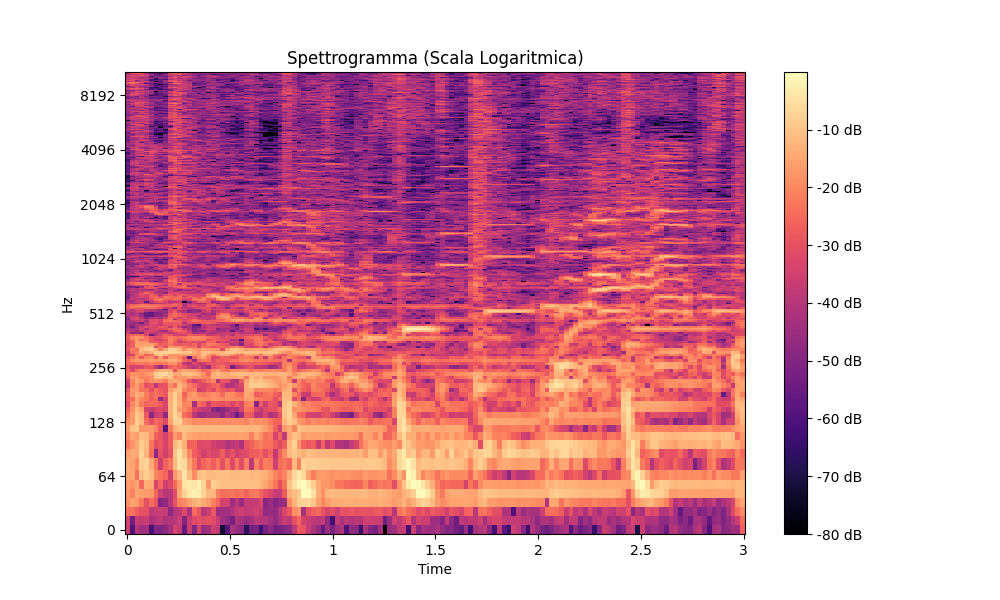 Spettrogramma (Scala Logaritmica)
8192
4096
2048
1024
512
256
128
64
0
Hz
0
0.5
1
1.5
2
2.5
3
Time
-10 dB
-20 dB
-30 dB
-40 dB
-50 dB
-60 dB
-70 dB
-80 dB